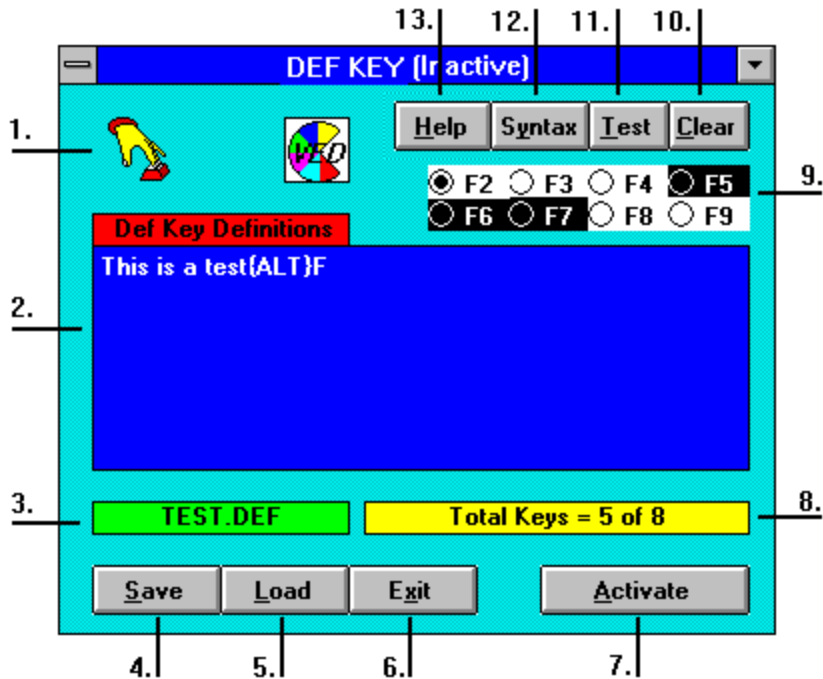 13. 12. 11. 10.
DEF KEY (Inactive)
1.
Help Syntax Test Clear
F2 F3 F4 F5
9.
F6 F7 F8 F9
Def Key Definitions
This is a test{ALT}F
2.
3.
TEST.DEF
Total Keys = 5 of 8
8.
Save Load Exit Activate
4. 5. 6. 7.